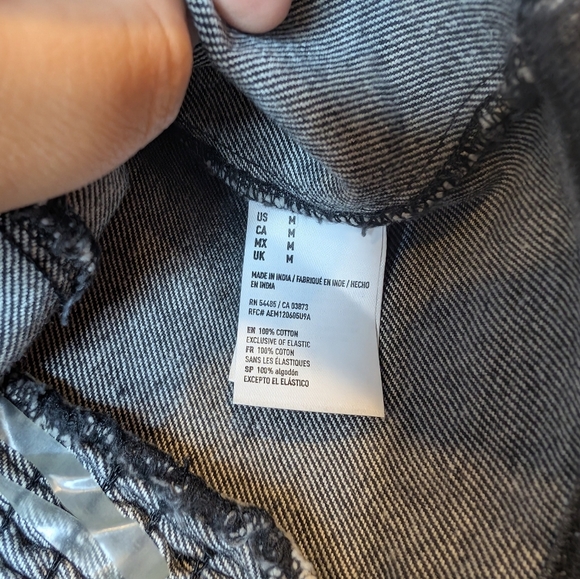 US M
CA M
MX M
UK M
MADE IN INDIA / FABRIQUÉ EN INDE / HECHO
EN INDIA
RN 54485 / CA 03873
RFC# AEM120605U9A
EN 100% COTTON
EXCLUSIVE OF ELASTIC
FR 100% COTON
SANS LES ÉLASTIQUES
SP 100% algodón
EXCEPTO EL ELÁSTICO